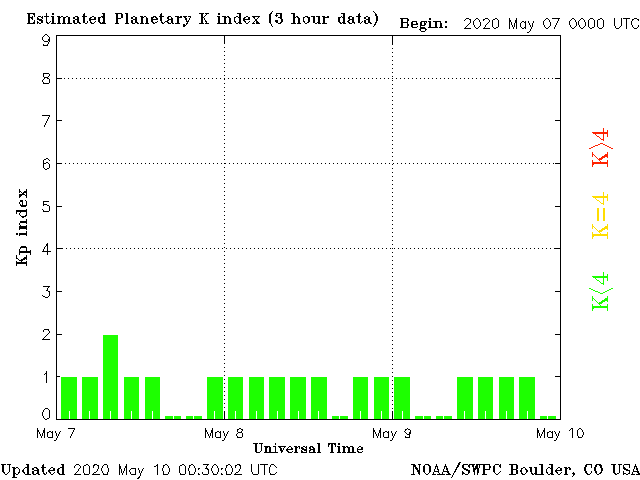 Estimated Planetary K index (3 hour data) Begin: 2020 May 07 0000 UTC
9
8
7
6
5
4
3
2
1
0
Kp index
K>4
K=4
K<4
May 7 May 8 May 9 May 10
Universal Time
Updated 2020 May 10 00:30:02 UTC NOAA/SWPC Boulder, CO USA